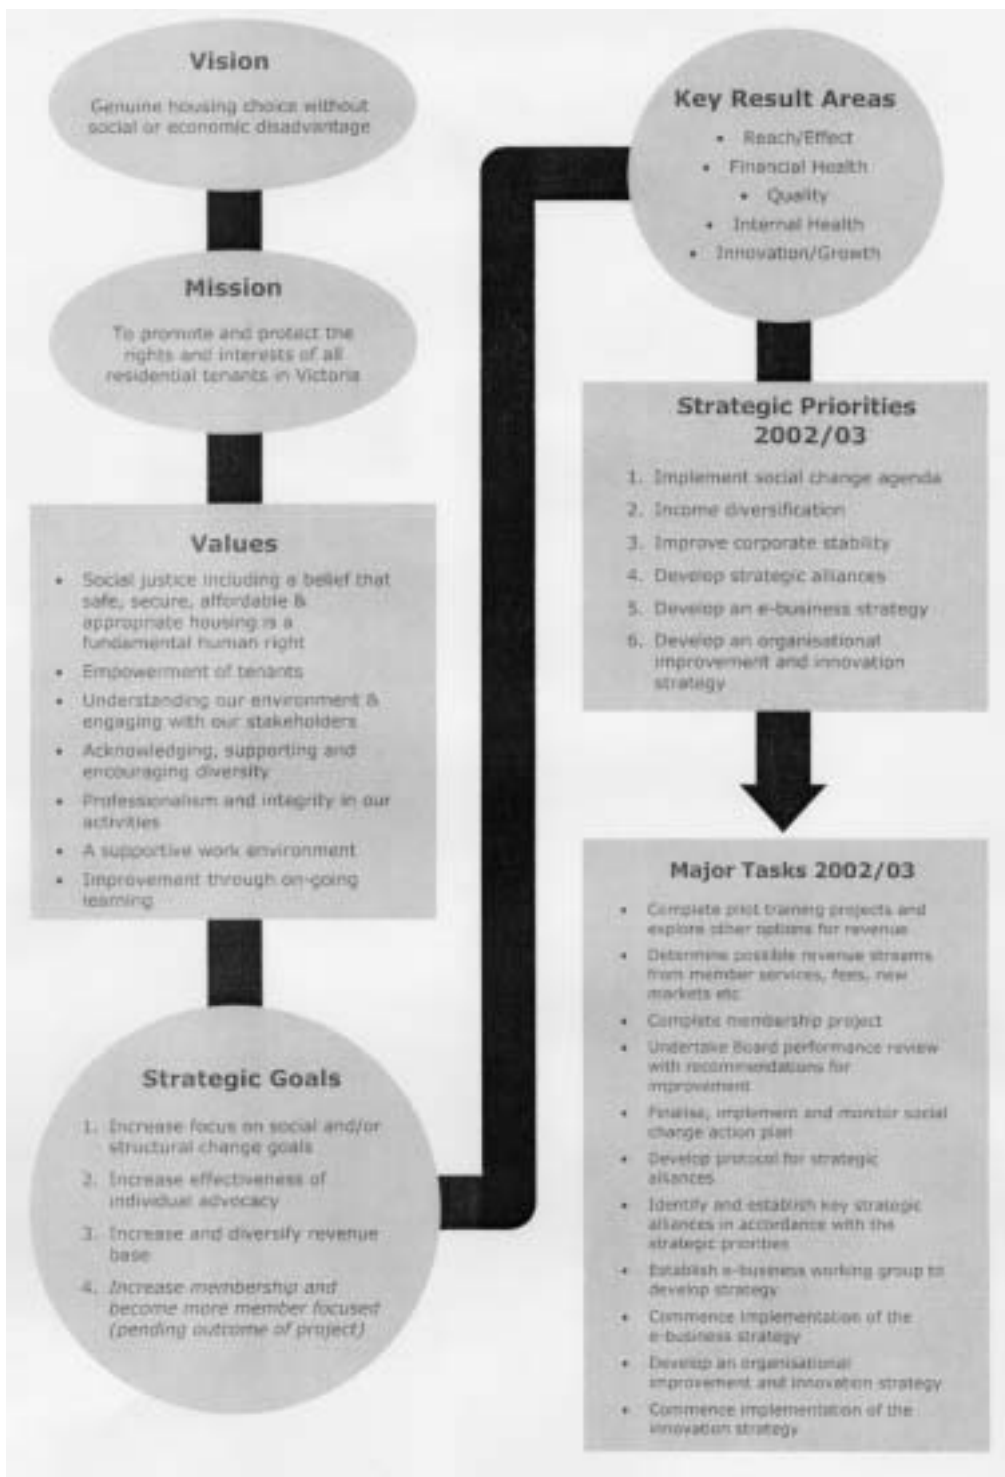 Vision
Genuine housing choice without
social or economic disadvantage
Mission
To promote and protect the
rights and interests of all
residential tenants in Victoria
Values
• Social justice including a belief that
safe, secure, affordable &
appropriate housing is a
fundamental human right
• Empowerment of tenants
• Understanding our environment &
engaging with our stakeholders
• Acknowledging, supporting and
encouraging diversity
• Professionalism and integrity in our
activities
• A supportive work environment
• Improvement through on-going
learning
Strategic Goals
1. Increase focus on social and/or
structural change goals
2. Increase effectiveness of
individual advocacy
3. Increase and diversify revenue
base
4. Increase membership and
become more member focused
(pending outcome of project)
Key Result Areas
• Reach/Effect
• Financial Health
• Quality
• Internal Health
• Innovation/Growth
Strategic Priorities
2002/03
1. Implement social change agenda
2. Income diversification
3. Improve corporate stability
4. Develop strategic alliances
5. Develop an e-business strategy
6. Develop an organisational
improvement and innovation
strategy
Major Tasks 2002/03
• Complete pilot training projects and
explore other options for revenue
• Determine possible revenue streams
from member services, fees, new
markets etc
• Complete membership project
• Undertake Board performance review
with recommendations for
improvement
• Finalise, implement and monitor social
change action plan
• Develop protocol for strategic
alliances
• Identify and establish key strategic
alliances in accordance with the
strategic priorities
• Establish e-business working group to
develop strategy
• Commence implementation of the
e-business strategy
• Develop an organisational
improvement and innovation strategy
• Commence implementation of the
innovation strategy